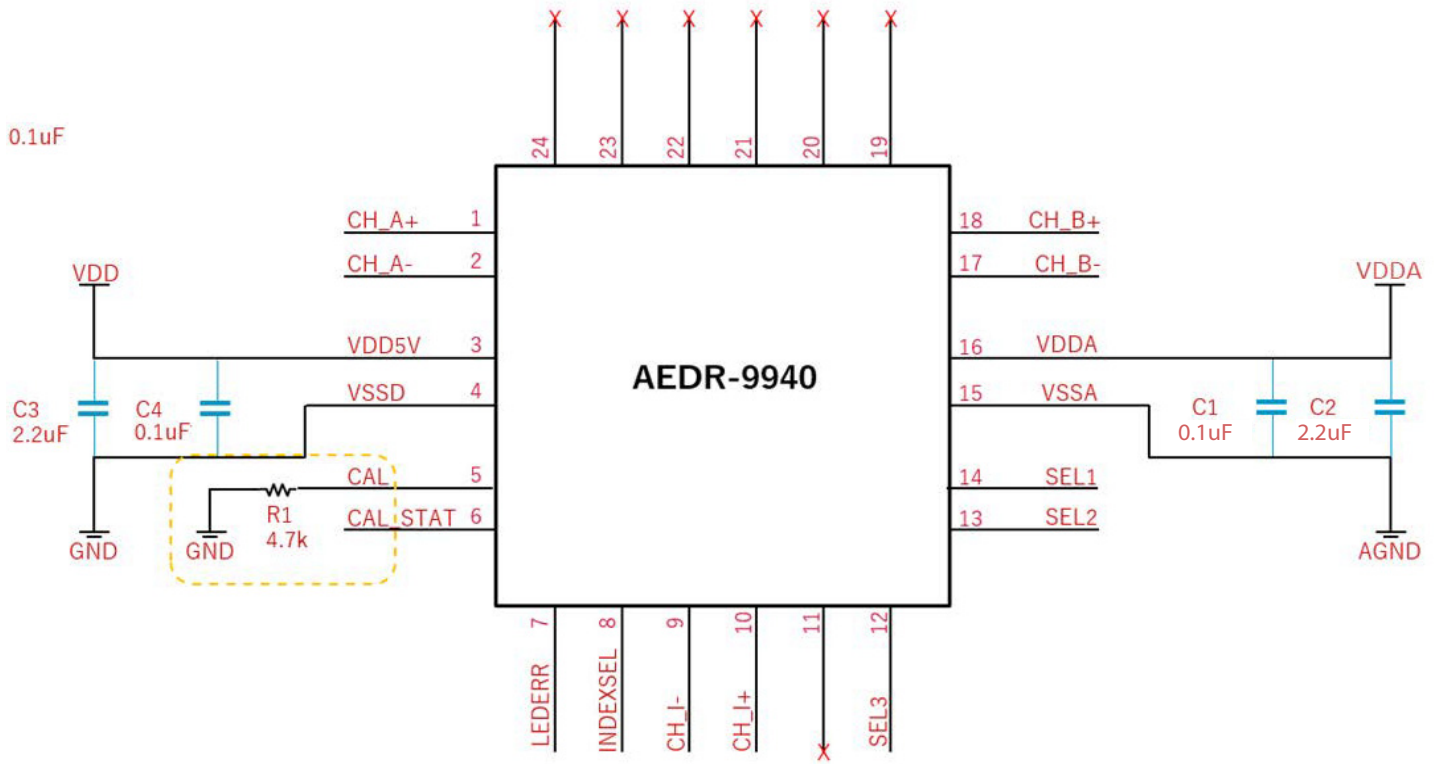 X X X X X X
24 23 22 21 20 19
0.1uF
CH_A+ 1
CH_A- 2
18 CH_B+
17 CH_B-
VDD
VDDA
VDD5V 3
VSSD 4
16 VDDA
15 VSSA
C3
2.2uF
C4
0.1uF
C1
0.1uF
C2
2.2uF
AEDR-9940
CAL 5
CAL_STAT 6
R1
4.7k
GND
GND
14 SEL1
13 SEL2
AGND
7 8 9 10 11 12
LEDERR
INDEXSEL
CH_I-
CH_I+
X
SEL3